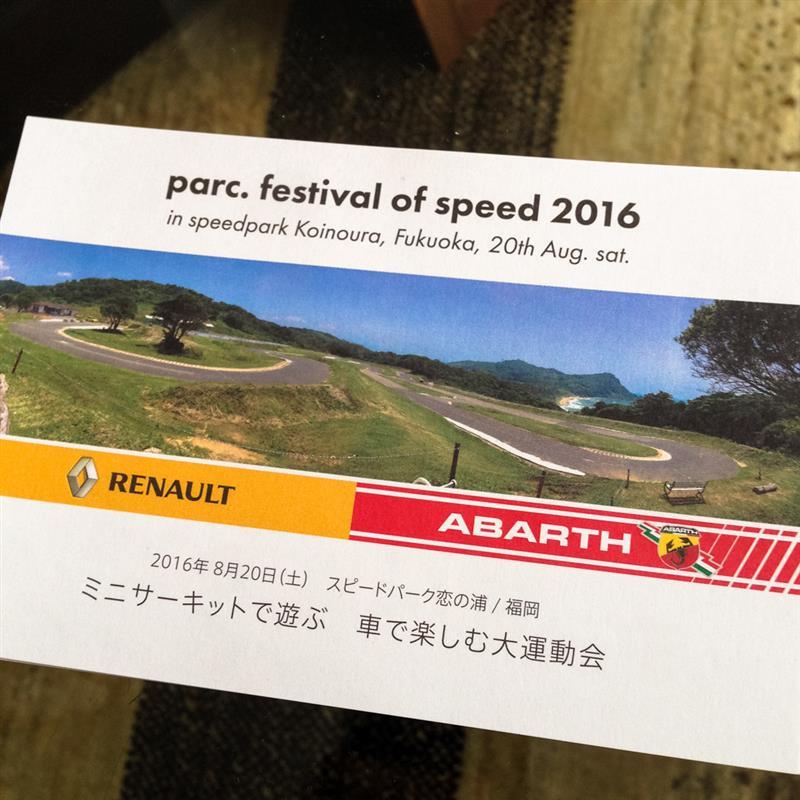 parc. festival of speed 2016
in speedpark Koinoura, Fukuoka, 20th Aug. sat.
RENAULT
ABARTH
ABARTH
2016年 8月20日(土) スピードパーク恋の浦 / 福岡
ミニサーキットで遊ぶ 車で楽しむ大運動会